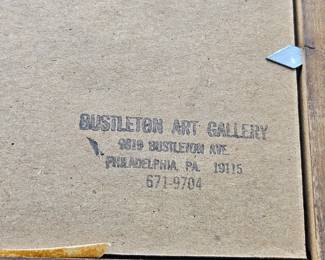 BUSTLETON ART GALLERY
9819 BUSTLETON AVE.
PHILADELPHIA, PA. 19115
671-9704